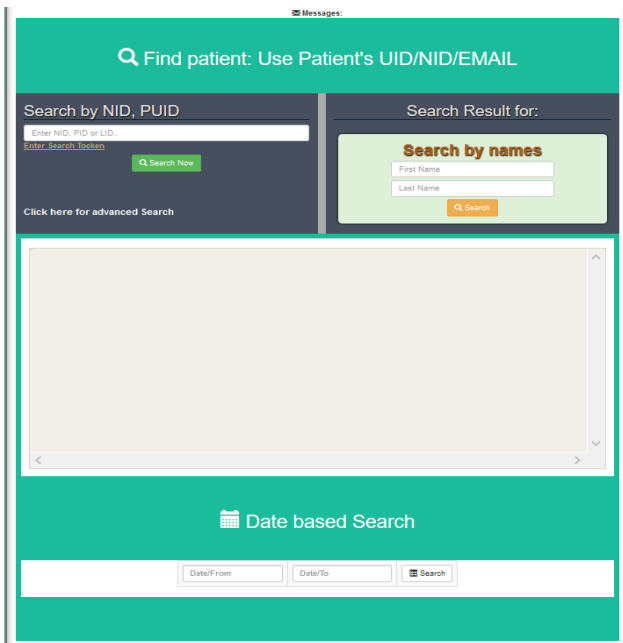 Messages:
Find patient: Use Patient's UID/NID/EMAIL
Search by NID, PUID
Enter NID, PID or LID..
Enter Search Tocken
Search Now
Click here for advanced Search
Search Result for:
Search by names
First Name
Last Name
Search
Date based Search
Date/From
Date/To
Search